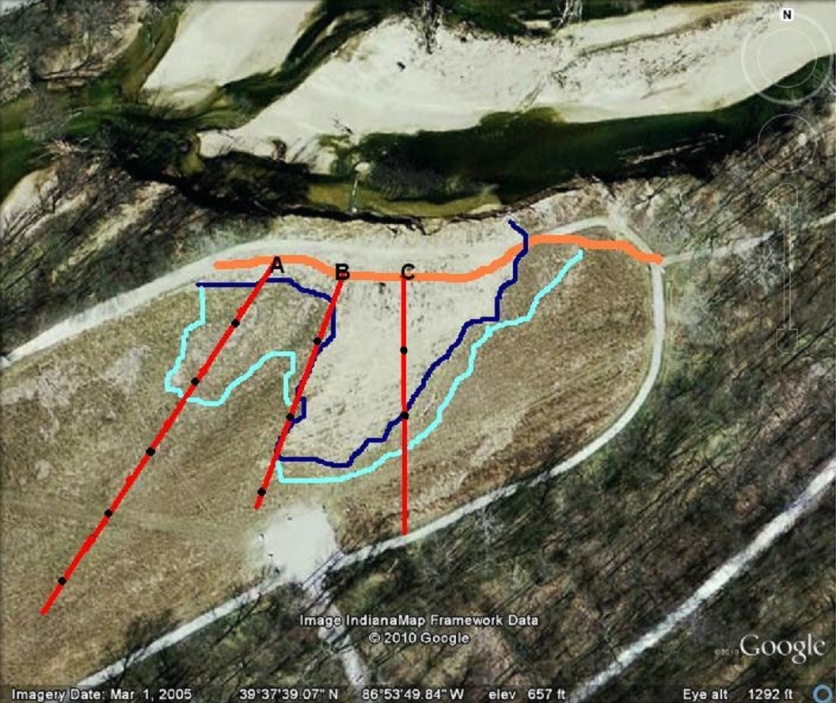 N
A
B
C
Image IndianaMap Framework Data
© 2010 Google
©2010 Google
Imagery Date: Mar 1, 2005 39°37'39.07" N 86°53'49.84" W elev 657 ft Eye alt 1292 ft